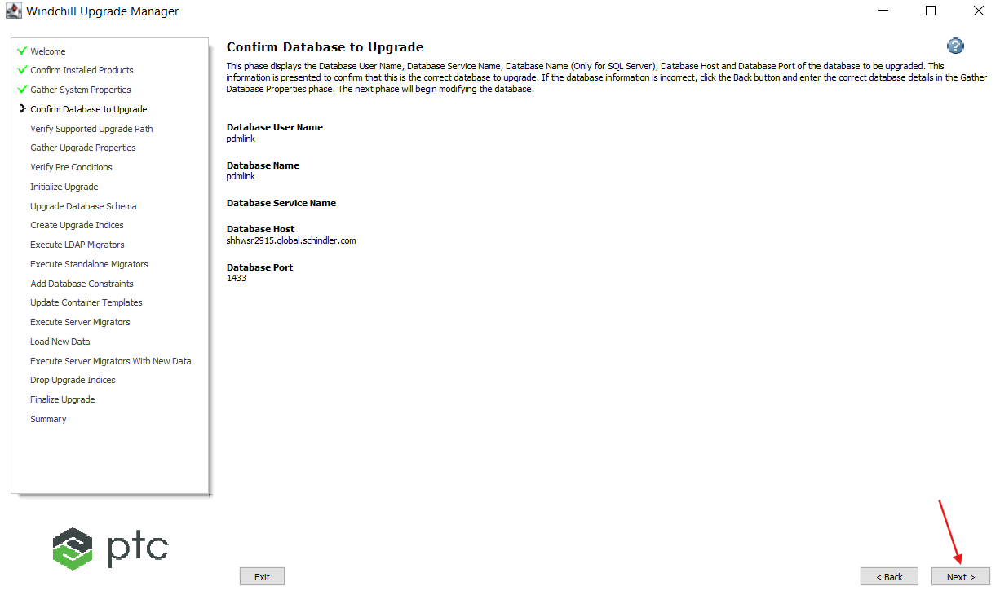 Windchill Upgrade Manager
Welcome
Confirm Installed Products
Gather System Properties
Confirm Database to Upgrade
Verify Supported Upgrade Path
Gather Upgrade Properties
Verify Pre Conditions
Initialize Upgrade
Upgrade Database Schema
Create Upgrade Indices
Execute LDAP Migrators
Execute Standalone Migrators
Add Database Constraints
Update Container Templates
Execute Server Migrators
Load New Data
Execute Server Migrators With New Data
Drop Upgrade Indices
Finalize Upgrade
Summary
Confirm Database to Upgrade
This phase displays the Database User Name, Database Service Name, Database Name (Only for SQL Server), Database Host and Database Port of the database to be upgraded. This
information is presented to confirm that this is the correct database to upgrade. If the database information is incorrect, click the Back button and enter the correct database details in the Gather
Database Properties phase. The next phase will begin modifying the database.
Database User Name
pdmlink
Database Name
pdmlink
Database Service Name
Database Host
shhwsr2915.global.schindler.com
Database Port
1433
ptc
Exit
< Back
Next >